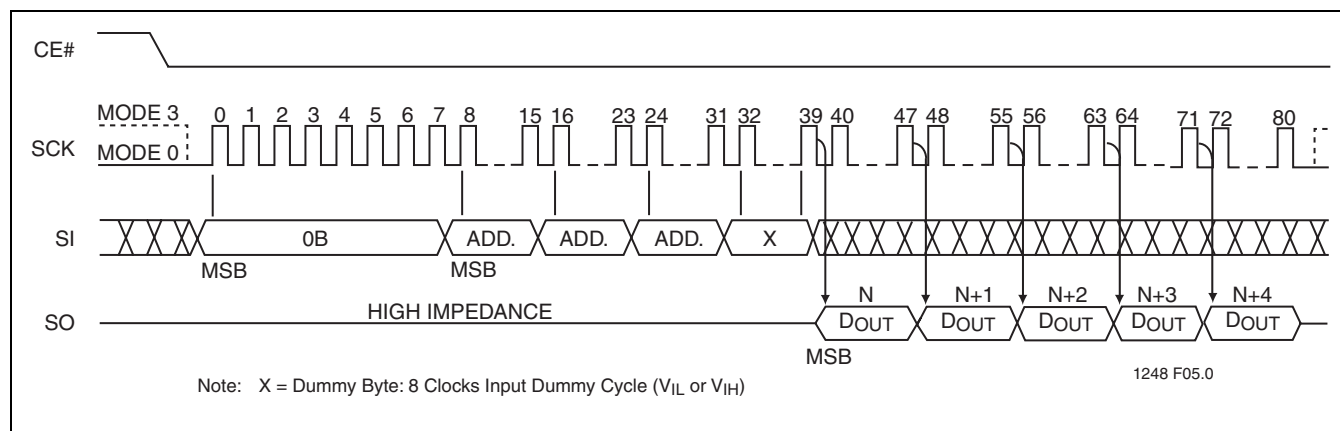 CE#
MODE 3 0 1 2 3 4 5 6 7 8 15 16 23 24 31 32 39 40 47 48 55 56 63 64 71 72 80
SCK MODE 0
SI 0B ADD. ADD. ADD. X
MSB MSB
N N+1 N+2 N+3 N+4
SO HIGH IMPEDANCE DOUT DOUT DOUT DOUT DOUT
MSB
1248 F05.0
Note: X = Dummy Byte: 8 Clocks Input Dummy Cycle (VIL or VIH)